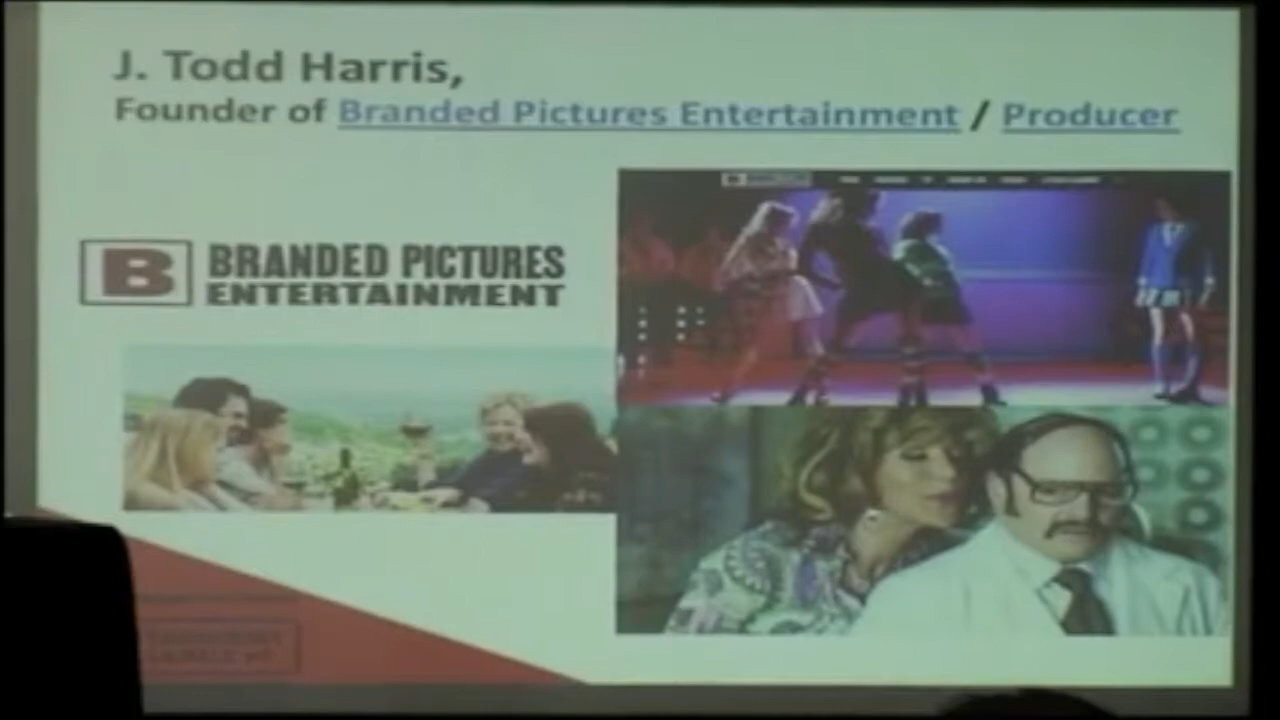 J. Todd Harris,
Founder of Branded Pictures Entertainment / Producer
B BRANDED PICTURES
ENTERTAINMENT